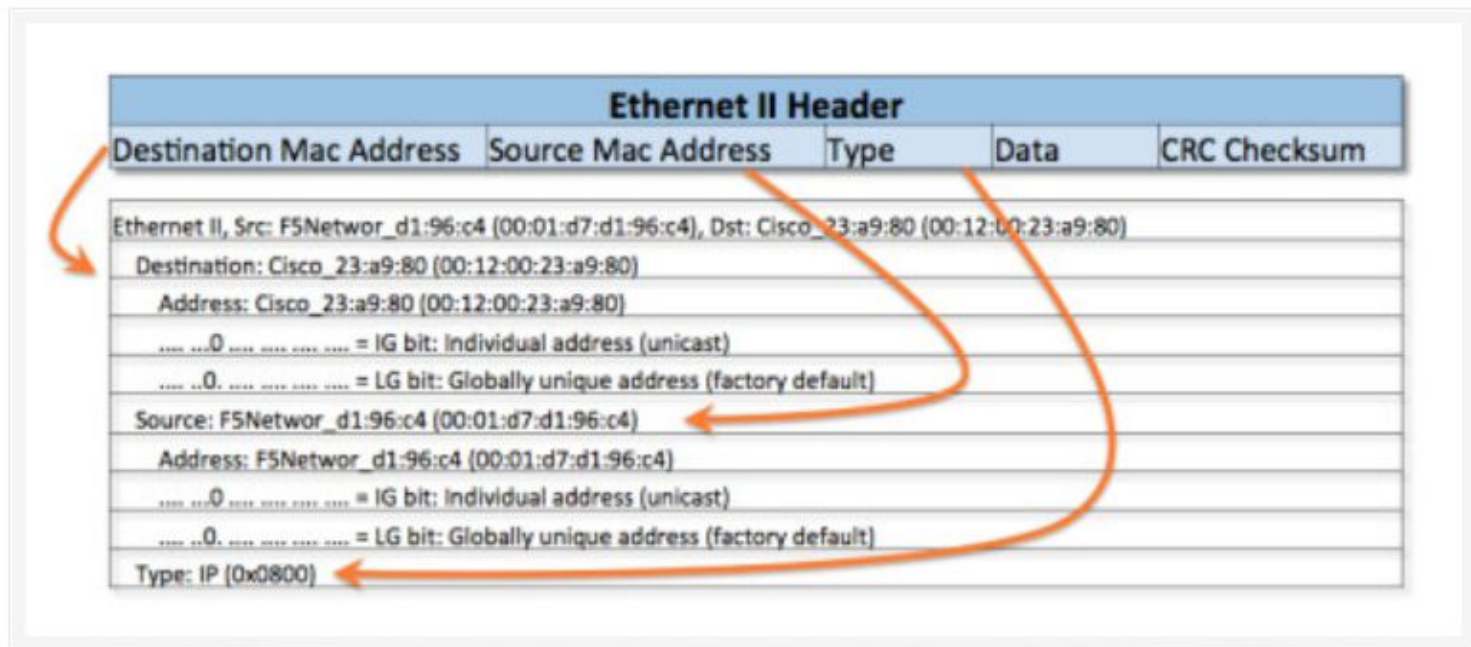 Ethernet II Header
Destination Mac Address Source Mac Address Type Data CRC Checksum
Ethernet II, Src: F5Networ_d1:96:c4 (00:01:d7:d1:96:c4), Dst: Cisco_23:a9:80 (00:12:00:23:a9:80)
Destination: Cisco_23:a9:80 (00:12:00:23:a9:80)
Address: Cisco_23:a9:80 (00:12:00:23:a9:80)
.... ...0 .... .... .... .... = IG bit: Individual address (unicast)
.... ..0. .... .... .... .... = LG bit: Globally unique address (factory default)
Source: F5Networ_d1:96:c4 (00:01:d7:d1:96:c4)
Address: F5Networ_d1:96:c4 (00:01:d7:d1:96:c4)
.... ...0 .... .... .... .... = IG bit: Individual address (unicast)
.... ..0. .... .... .... .... = LG bit: Globally unique address (factory default)
Type: IP (0x0800)